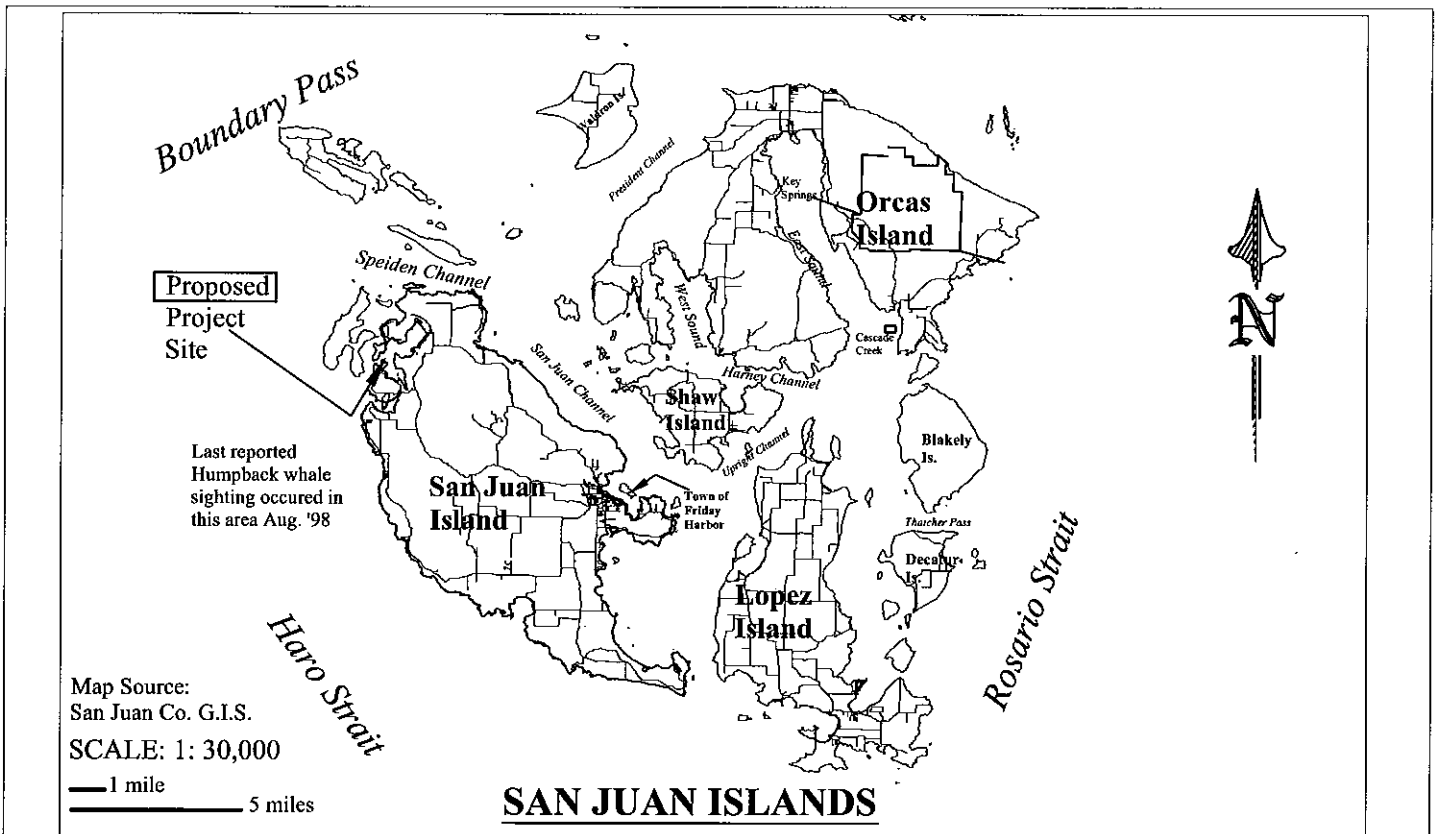 Boundary Pass
Waldron Is.
President Channel
Key
Springs
Orcas
Island
East Sound
Speiden Channel
Proposed
Project
Site
West Sound
San Juan Channel
Cascade
Creek
Harney Channel
Shaw
Island
Upright Channel
Blakely
Is.
Last reported
Humpback whale
sighting occured in
this area Aug. '98
San Juan
Island
Town of
Friday
Harbor
Thatcher Pass
Decatur
Is.
Lopez
Island
Rosario Strait
Haro Strait
N
Map Source:
San Juan Co. G.I.S.
SCALE: 1: 30,000
1 mile
5 miles
SAN JUAN ISLANDS